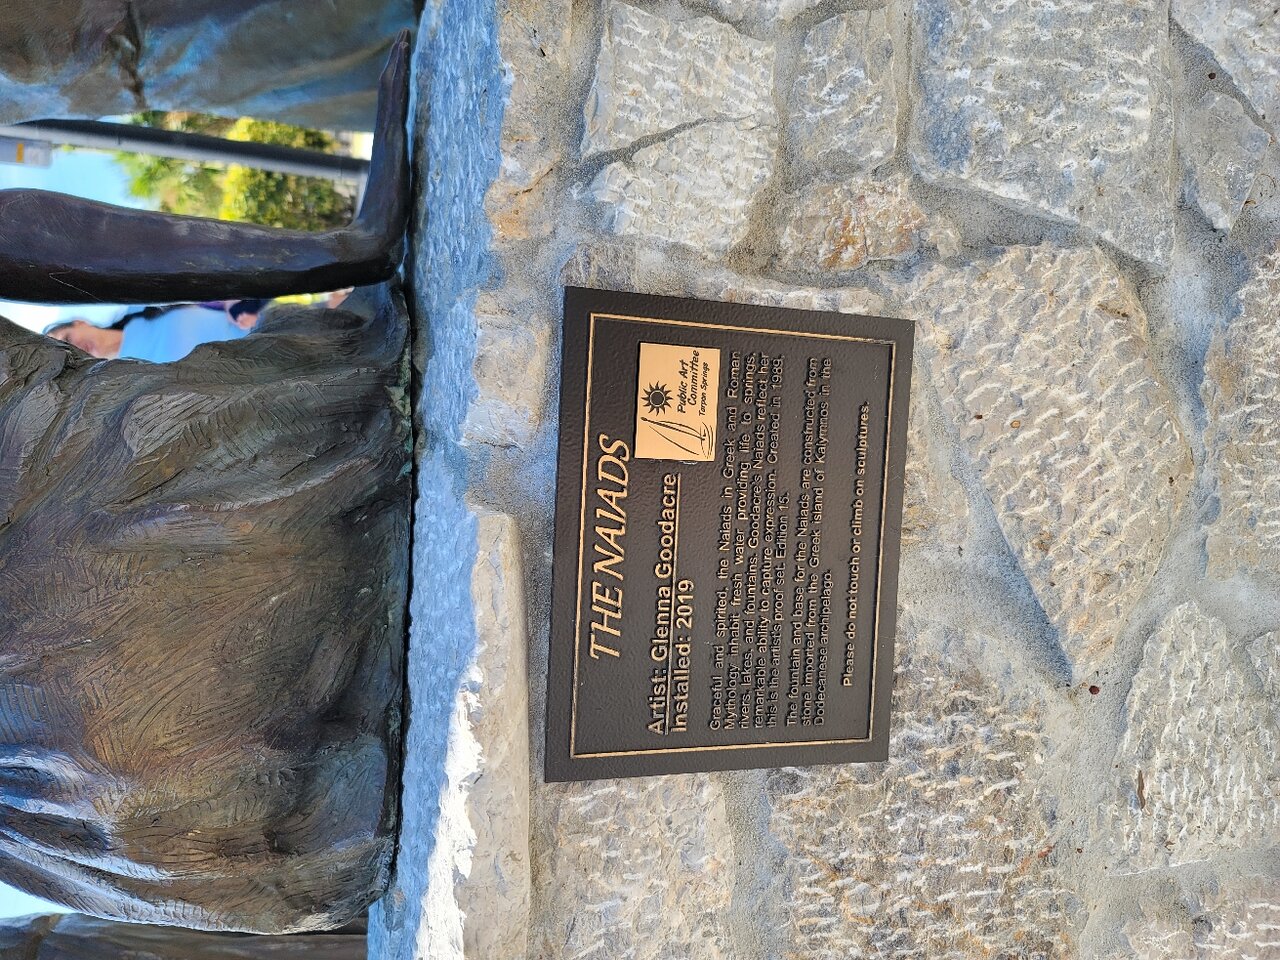 THE NAIADS
Artist: Glenna Goodacre
Installed: 2019
Public Art
Committee
Tarpon Springs
Graceful and spirited, the Naiads in Greek and Roman
Mythology inhabit fresh water providing life to springs,
rivers, lakes, and fountains. Goodacre's Naiads reflect her
remarkable ability to capture expression. Created in 1989,
this is the artist's proof set. Edition 15.
The fountain and base for the Naiads are constructed from
stone imported from the Greek island of Kalymnos in the
Dodecanese archipelago.
Please do not touch or climb on sculptures.